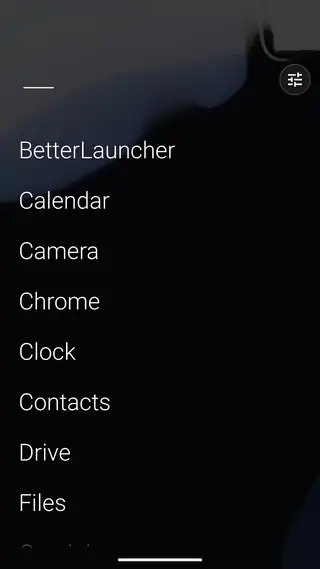 BetterLauncher
Calendar
Camera
Chrome
Clock
Contacts
Drive
Files